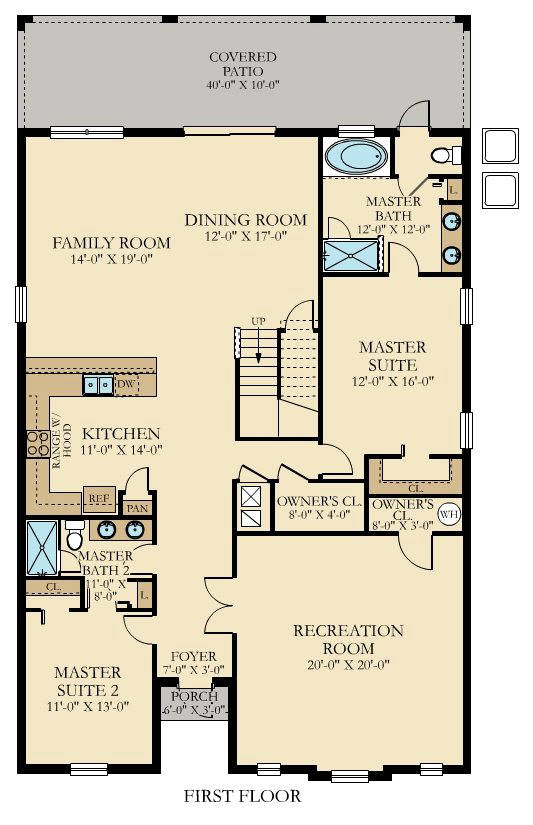 COVERED
PATIO
40'-0" X 10'-0"
DINING ROOM
12'-0" X 17'-0"
FAMILY ROOM
14'-0" X 19'-0"
MASTER
BATH
12'-0" X 12'-0"
L.
UP
MASTER
SUITE
12'-0" X 16'-0"
DW
RANGE W/
HOOD
KITCHEN
11'-0" X 14'-0"
REF
PAN
CL.
OWNER'S CL.
8'-0" X 4'-0"
OWNER'S
CL.
8'-0" X 3'-0"
WH
MASTER
BATH 2
11'-0" X
8'-0"
CL.
L.
RECREATION
ROOM
20'-0" X 20'-0"
FOYER
7'-0" X 3'-0"
MASTER
SUITE 2
11'-0" X 13'-0"
PORCH
6'-0" X 3'-0"
FIRST FLOOR